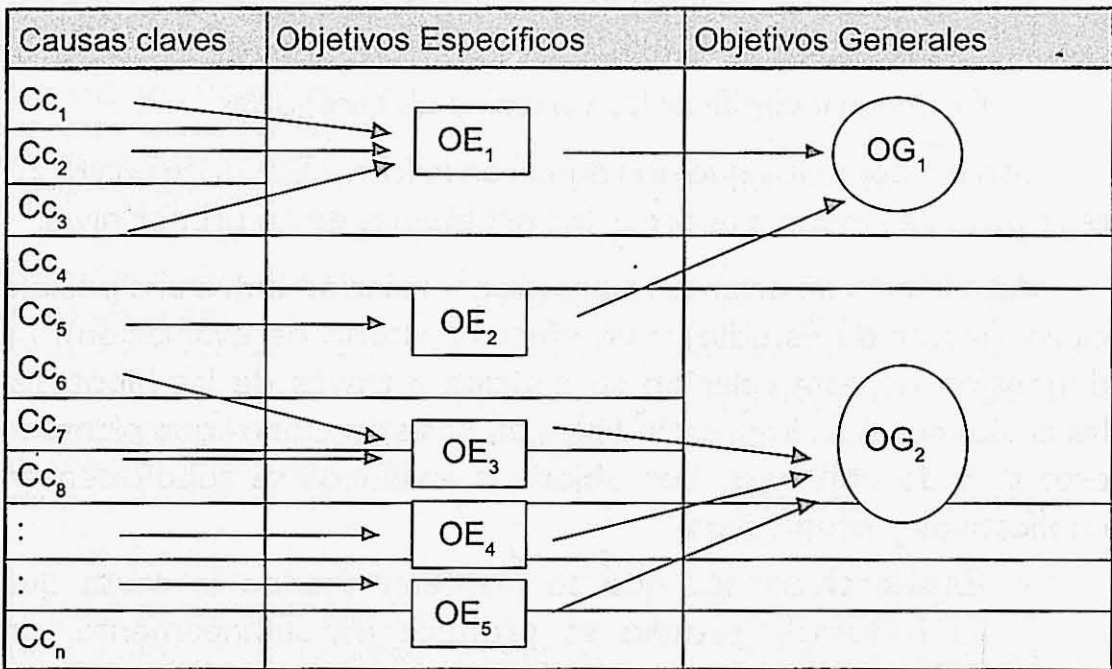 Causas claves Objetivos Específicos Objetivos Generales
Cc₁
OE₁ OG₁
Cc₂
Cc₃
Cc₄
Cc₅ OE₂
Cc₆
Cc₇ OG₂
OE₃
Cc₈
:
OE₄
:
OE₅
Ccₙ